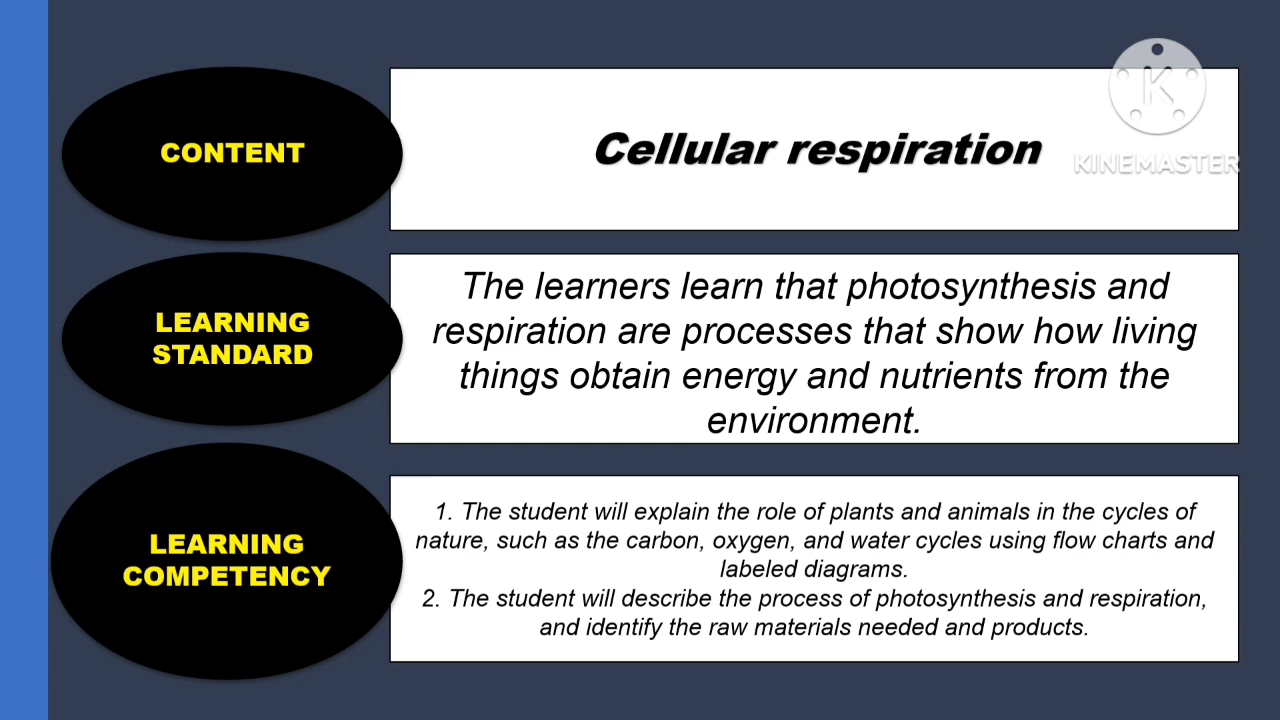 CONTENT
Cellular respiration
K
KINEMASTER
LEARNING
STANDARD
The learners learn that photosynthesis and
respiration are processes that show how living
things obtain energy and nutrients from the
environment.
LEARNING
COMPETENCY
1. The student will explain the role of plants and animals in the cycles of
nature, such as the carbon, oxygen, and water cycles using flow charts and
labeled diagrams.
2. The student will describe the process of photosynthesis and respiration,
and identify the raw materials needed and products.